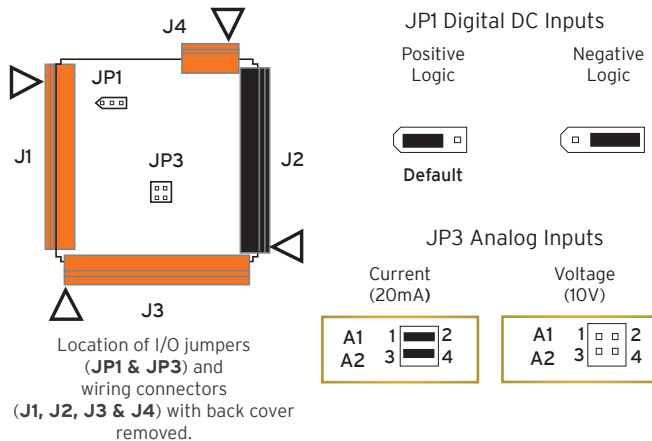 J4
JP1
J1
JP3
J2
J3
Location of I/O jumpers
(JP1 & JP3) and
wiring connectors
(J1, J2, J3 & J4) with back cover
removed.
JP1 Digital DC Inputs
Positive
Logic
Negative
Logic
Default
JP3 Analog Inputs
Current
(20mA)
Voltage
(10V)
A1 1 2
A2 3 4
A1 1 2
A2 3 4